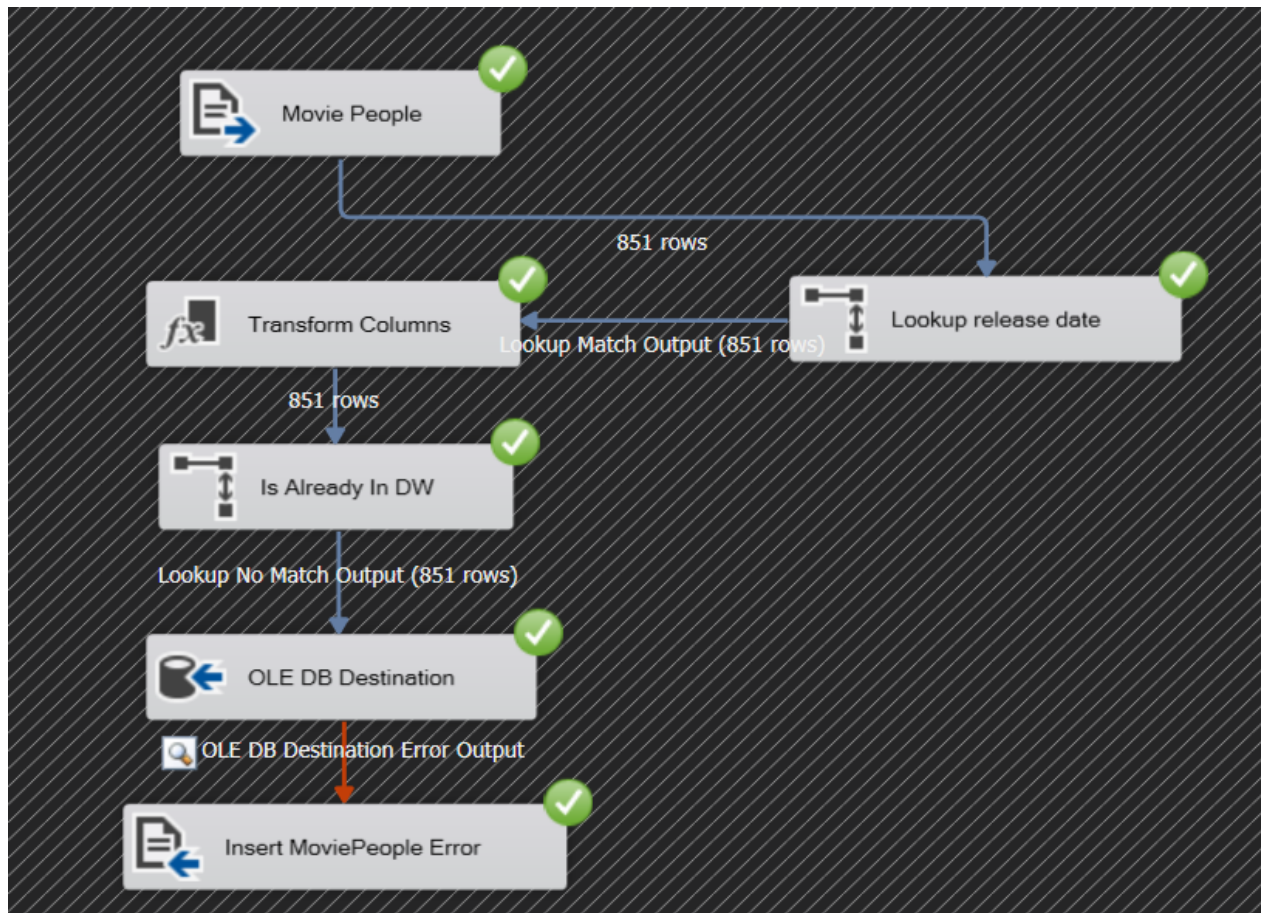 Movie People
851 rows
Lookup release date
Transform Columns
Lookup Match Output (851 rows)
851 rows
Is Already In DW
Lookup No Match Output (851 rows)
OLE DB Destination
OLE DB Destination Error Output
Insert MoviePeople Error